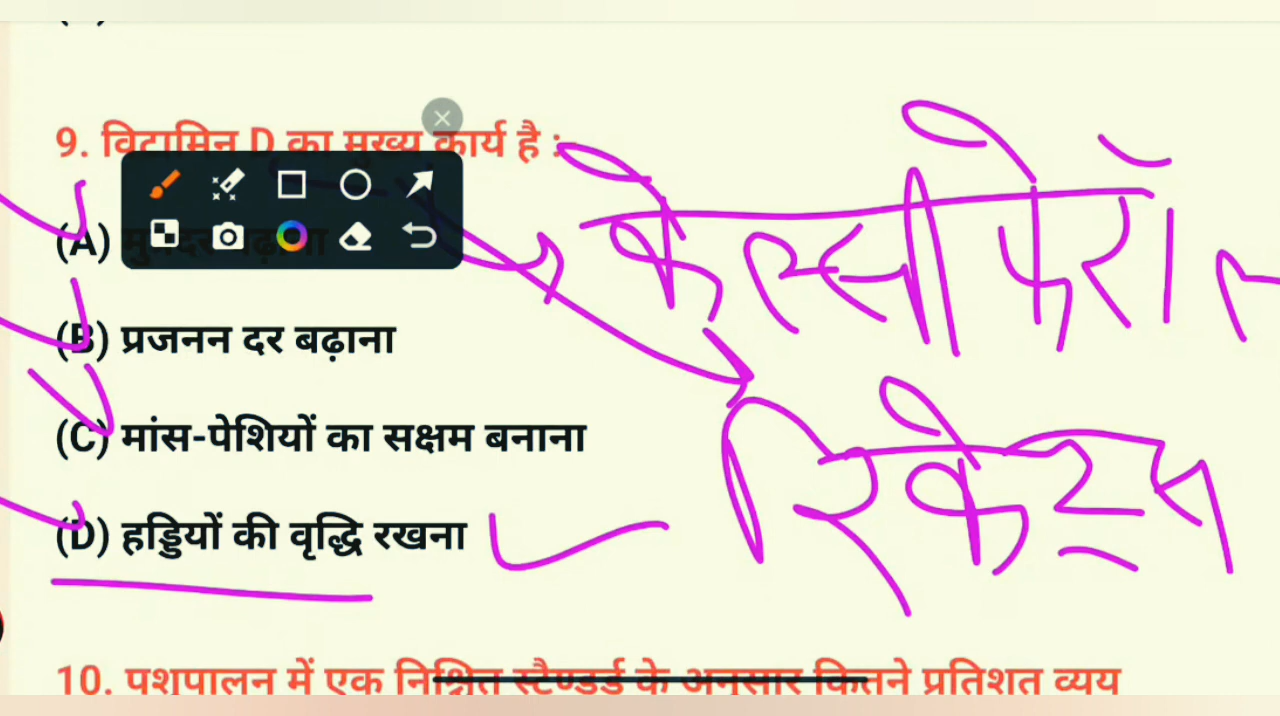 9. विटामिन D का मुख्य कार्य है :
केल्सीफेरॉल
(A)
(B) प्रजनन दर बढ़ाना
(C) मांस-पेशियों का सक्षम बनाना
रिकेट्स
(D) हड्डियों की वृद्धि रखना
10. पशुपालन में एक निश्चित स्टैण्डर्ड के अनुसार कितने प्रतिशत व्यय